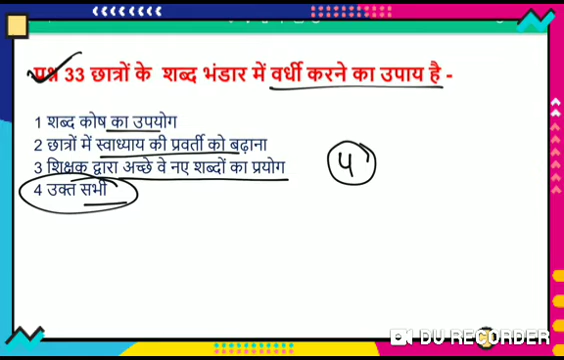 प्रश्न 33 छात्रों के शब्द भंडार में वर्धी करने का उपाय है -
1 शब्द कोष का उपयोग
2 छात्रों में स्वाध्याय की प्रवर्ती को बढ़ाना
3 शिक्षक द्वारा अच्छे वे नए शब्दों का प्रयोग
4 उक्त सभी
4
DU RECORDER